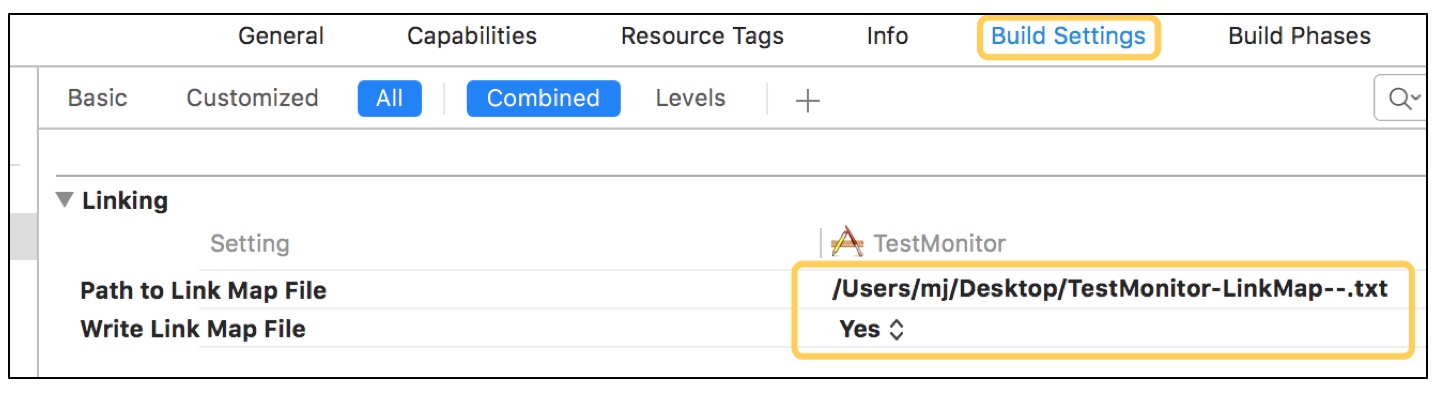 General Capabilities Resource Tags Info Build Settings Build Phases
Basic Customized All Combined Levels +
Linking
Setting TestMonitor
Path to Link Map File /Users/mj/Desktop/TestMonitor-LinkMap--.txt
Write Link Map File Yes